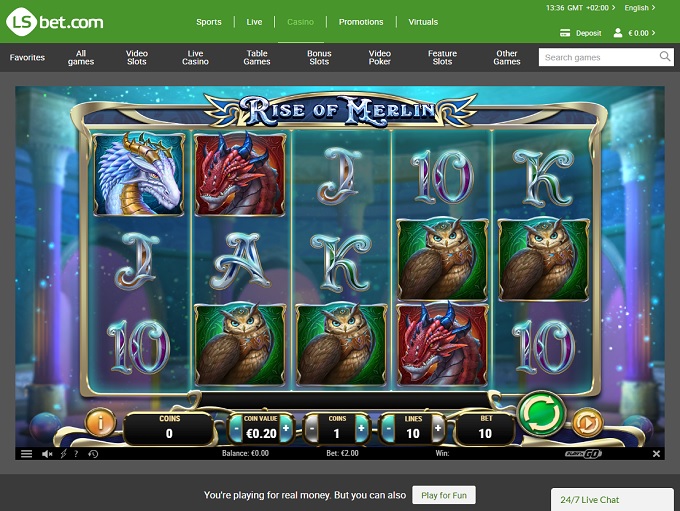 LSbet.com
Sports Live Casino Promotions Virtuals
13:36 GMT +02:00 English
Deposit € 0.00
Favorites All games Video Slots Live Casino Table Games Bonus Slots Video Poker Feature Slots Other Games Search games
RISE OF MERLIN
J 10 K
J A K
10 10
COINS COIN VALUE COINS LINES BET
0 - €0.20 + - 1 + - 10 + 10
? Balance: €0.00 Bet: €2.00 Win: PLAY'N GO
You're playing for real money. But you can also Play for Fun
24/7 Live Chat